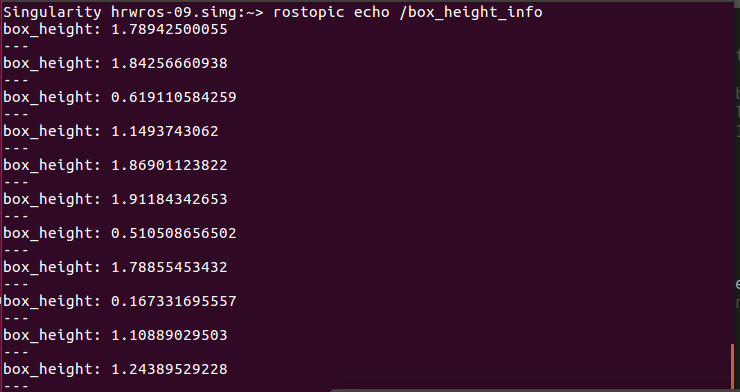 Singularity hrwros-09.simg:~> rostopic echo /box_height_info
box_height: 1.78942500055
---
box_height: 1.84256660938
---
box_height: 0.619110584259
---
box_height: 1.1493743062
---
box_height: 1.86901123822
---
box_height: 1.91184342653
---
box_height: 0.510508656502
---
box_height: 1.78855453432
---
box_height: 0.167331695557
---
box_height: 1.10889029503
---
box_height: 1.24389529228
---